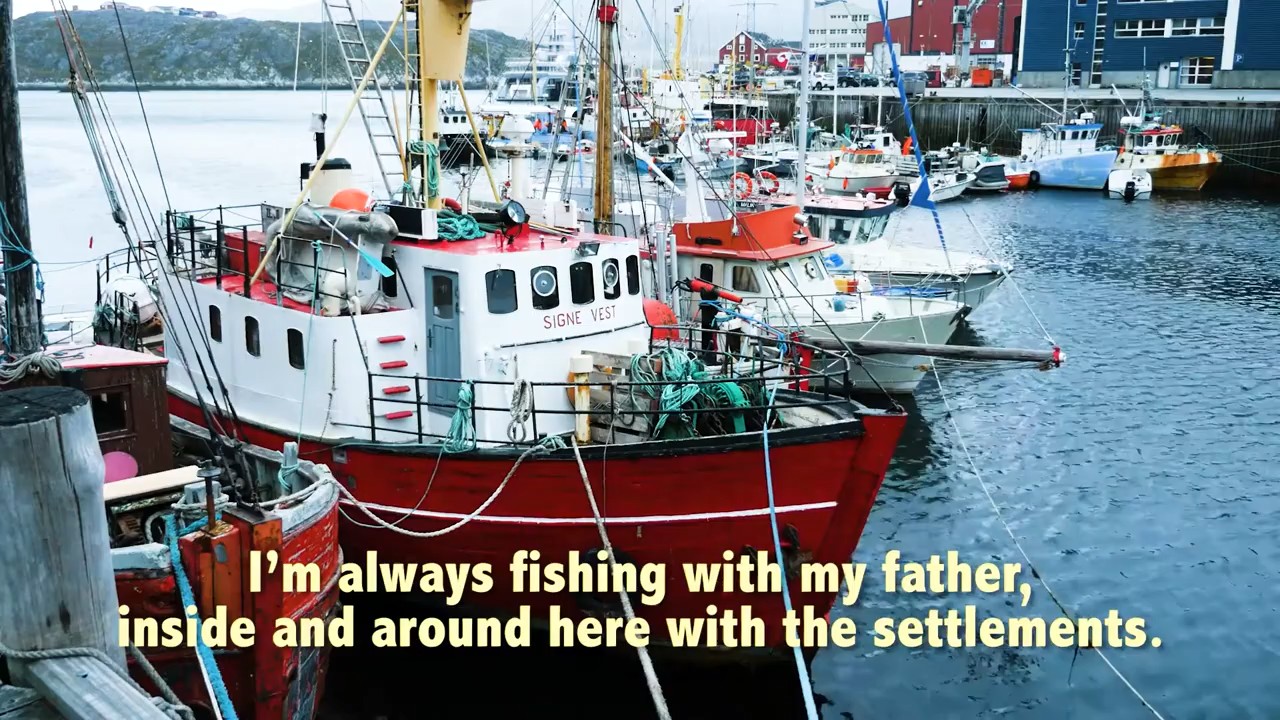 SIGNE VEST
I'm always fishing with my father,
inside and around here with the settlements.